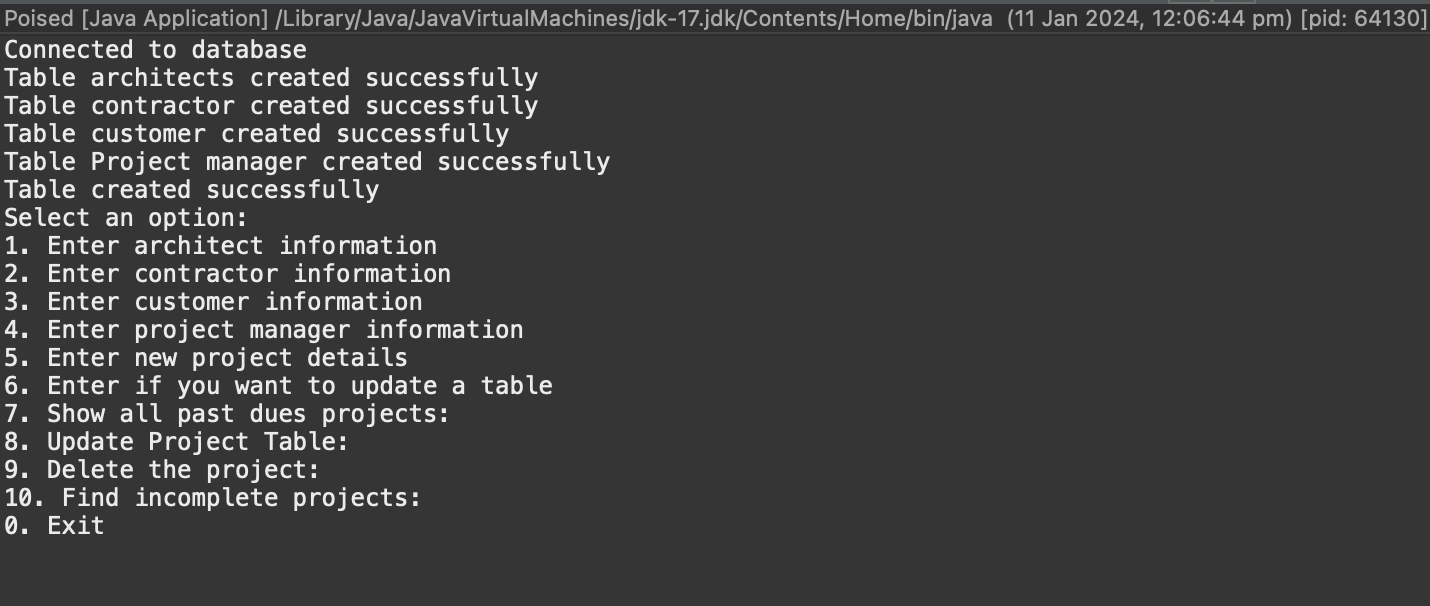 Poised [Java Application] /Library/Java/JavaVirtualMachines/jdk-17.jdk/Contents/Home/bin/java (11 Jan 2024, 12:06:44 pm) [pid: 64130]
Connected to database
Table architects created successfully
Table contractor created successfully
Table customer created successfully
Table Project manager created successfully
Table created successfully
Select an option:
1. Enter architect information
2. Enter contractor information
3. Enter customer information
4. Enter project manager information
5. Enter new project details
6. Enter if you want to update a table
7. Show all past dues projects:
8. Update Project Table:
9. Delete the project:
10. Find incomplete projects:
0. Exit